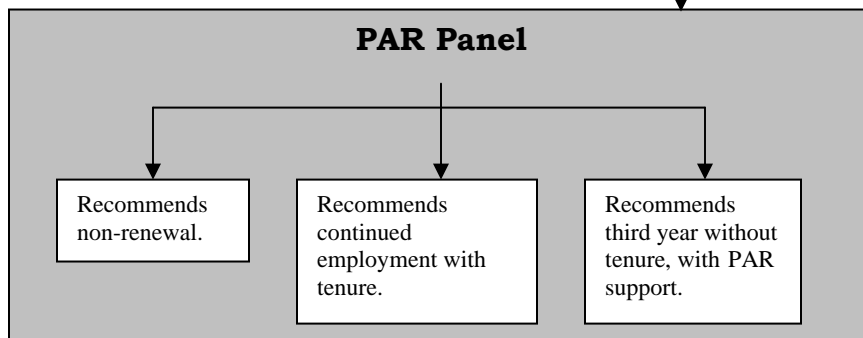 PAR Panel
Recommends
non-renewal.
Recommends
continued
employment with
tenure.
Recommends
third year without
tenure, with PAR
support.